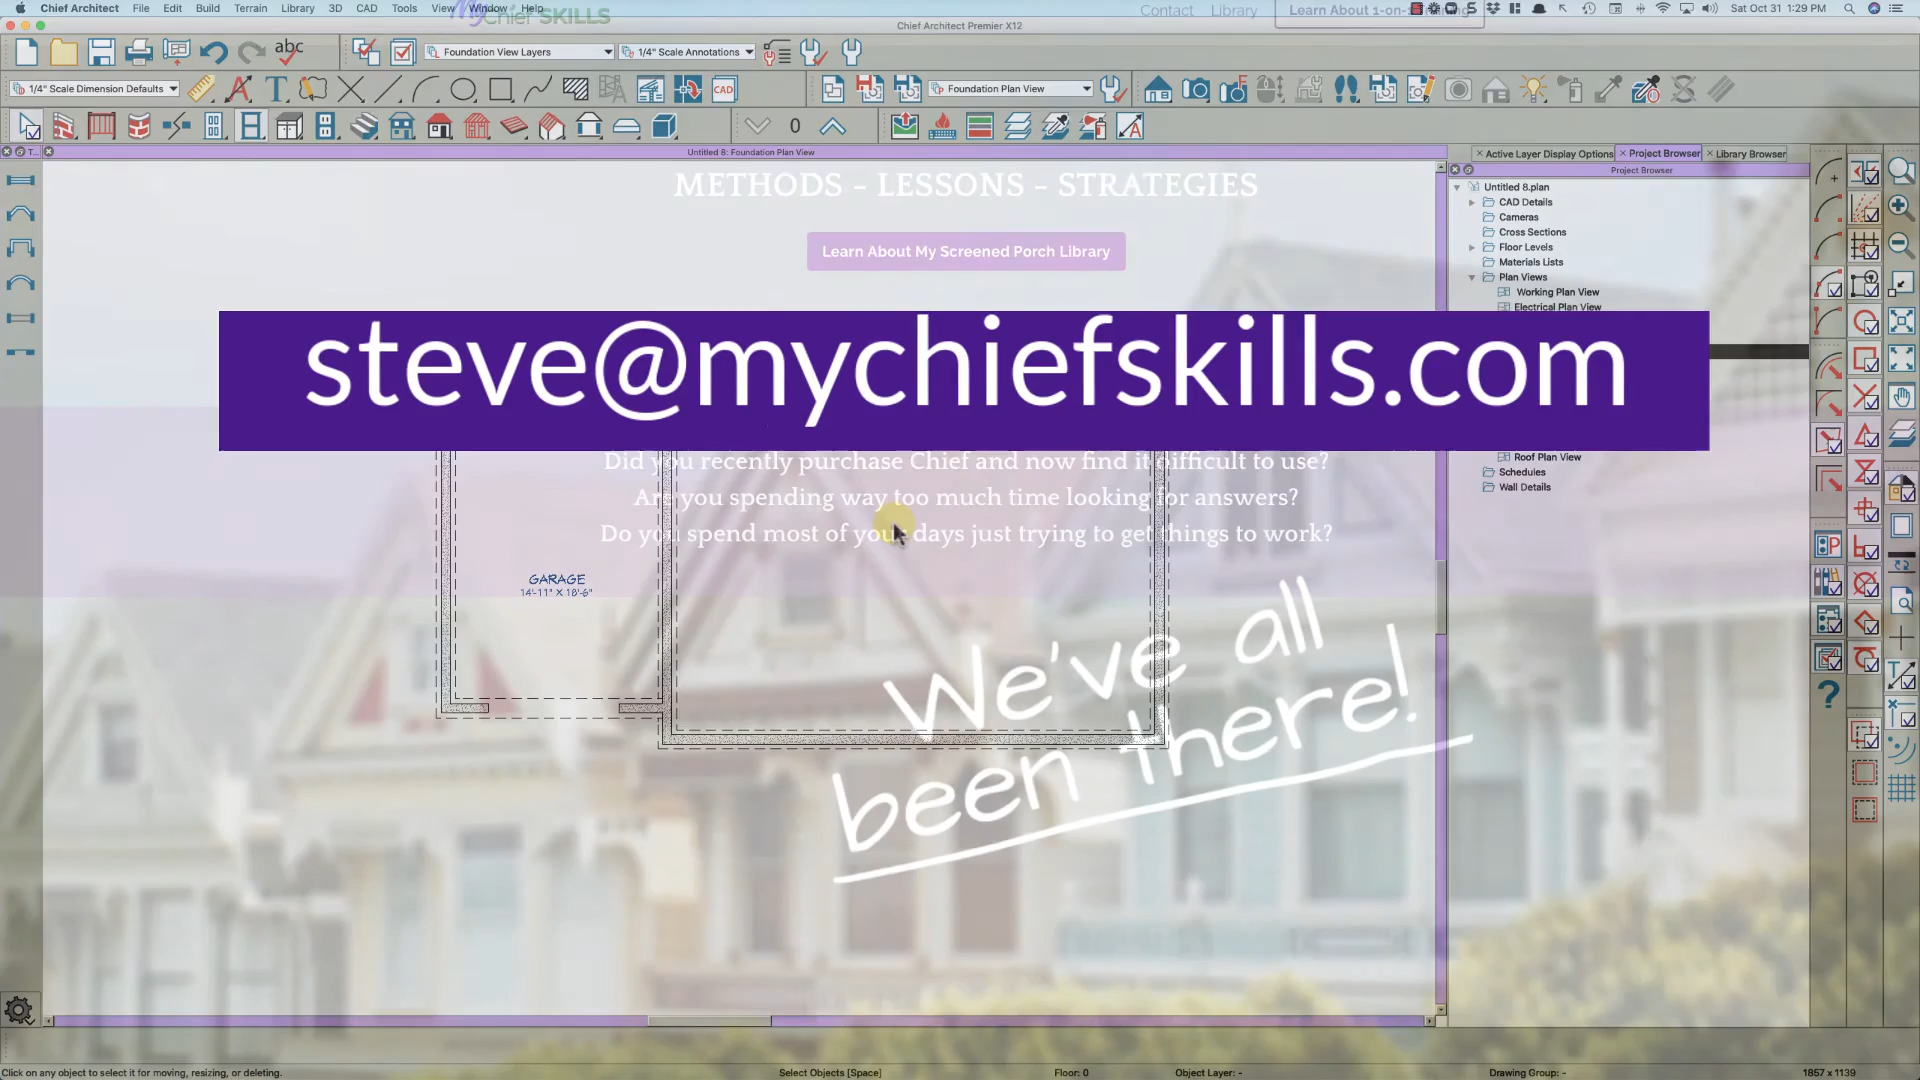 Chief Architect File Edit Build Terrain Library 3D CAD Tools View Window Help
Sat Oct 31 1:29 PM
MyChief SKILLS
Contact Library Learn About 1-on-1
Chief Architect Premier X12
abc
Foundation View Layers
1/4" Scale Annotations
1/4" Scale Dimension Defaults
CAD
Foundation Plan View
0
Untitled 8: Foundation Plan View
Active Layer Display Options
Project Browser
Library Browser
Project Browser
Untitled 8.plan
CAD Details
Cameras
Cross Sections
Floor Levels
Materials Lists
Plan Views
Working Plan View
Electrical Plan View
Roof Plan View
Schedules
Wall Details
METHODS - LESSONS - STRATEGIES
Learn About My Screened Porch Library
steve@mychiefskills.com
Did you recently purchase Chief and now find it difficult to use?
Are you spending way too much time looking for answers?
Do you spend most of your days just trying to get things to work?
GARAGE
14'-11" X 18'-6"
We've all
been there!
Click on any object to select it for moving, resizing, or deleting.
Select Objects [Space]
Floor: 0
Object Layer: -
Drawing Group: -
1857 x 1139